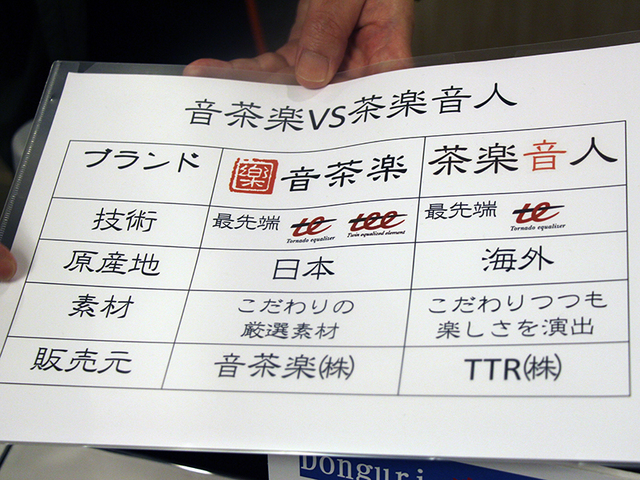 音茶楽VS茶楽音人
ブランド 楽 音茶楽 茶楽音人
技術 最先端 te Tornado equaliser tee Twin equalized element 最先端 te Tornado equaliser
原産地 日本 海外
素材 こだわりの 厳選素材 こだわりつつも 楽しさを演出
販売元 音茶楽㈱ TTR㈱
Donguri